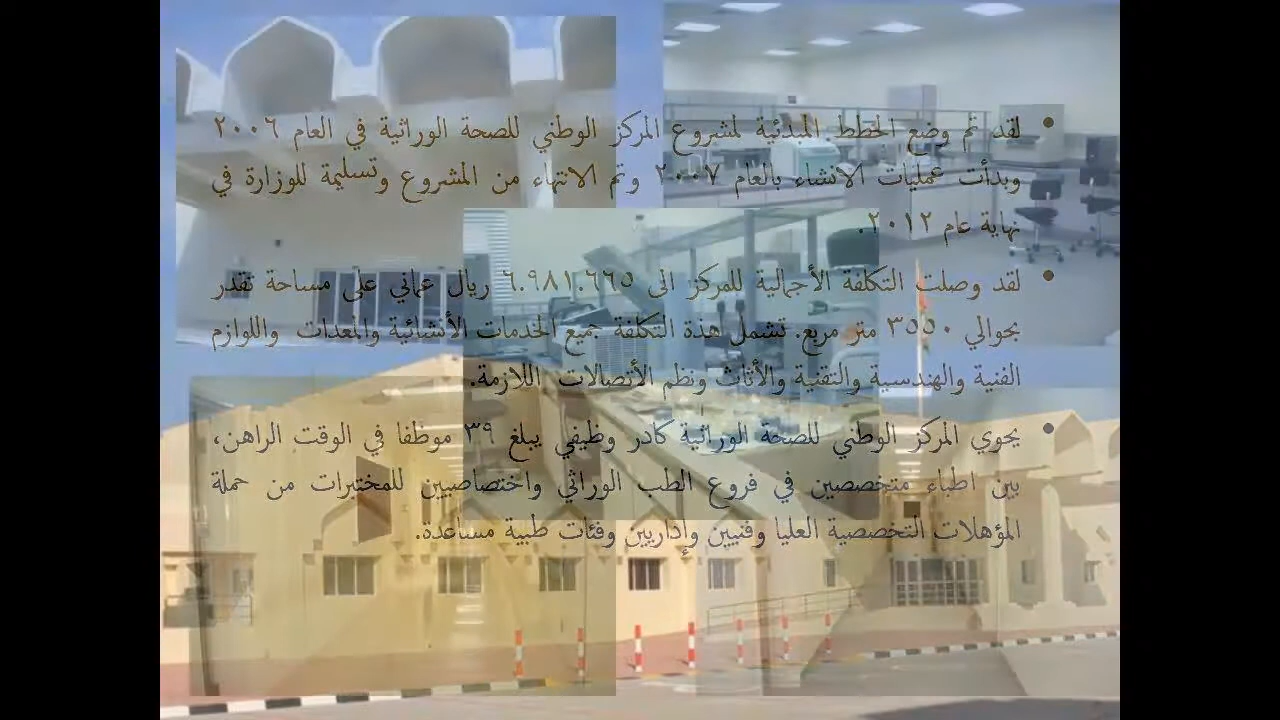 • لقد تم وضع الخطط المبدئية لمشروع المركز الوطني للصحة الوراثية في العام ٢٠٠٦
وبدأت عمليات الانشاء بالعام ٢٠٠٧ وتم الانتهاء من المشروع وتسليمة للوزارة في
نهاية عام ٢٠١٢.
• لقد وصلت التكلفة الأجمالية للمركز الى ٦.٩٨١.٦٦٥ ريال عماني على مساحة تقدر
بحوالي ٣٥٥٠ متر مربع. تشمل هذة التكلفة جميع الخدمات الأنشائية والمعدات واللوازم
الفنية والهندسية والتقنية والأثاث ونظم الأتصالات اللازمة.
• يحوي المركز الوطني للصحة الوراثية كادر وظيفي يبلغ ٣٩ موظفا في الوقت الراهن،
بين اطباء متخصصين في فروع الطب الوراثي واختصاصيين للمختبرات من حملة
المؤهلات التخصصية العليا وفنيين وإداريين وفئات طبية مساعدة.